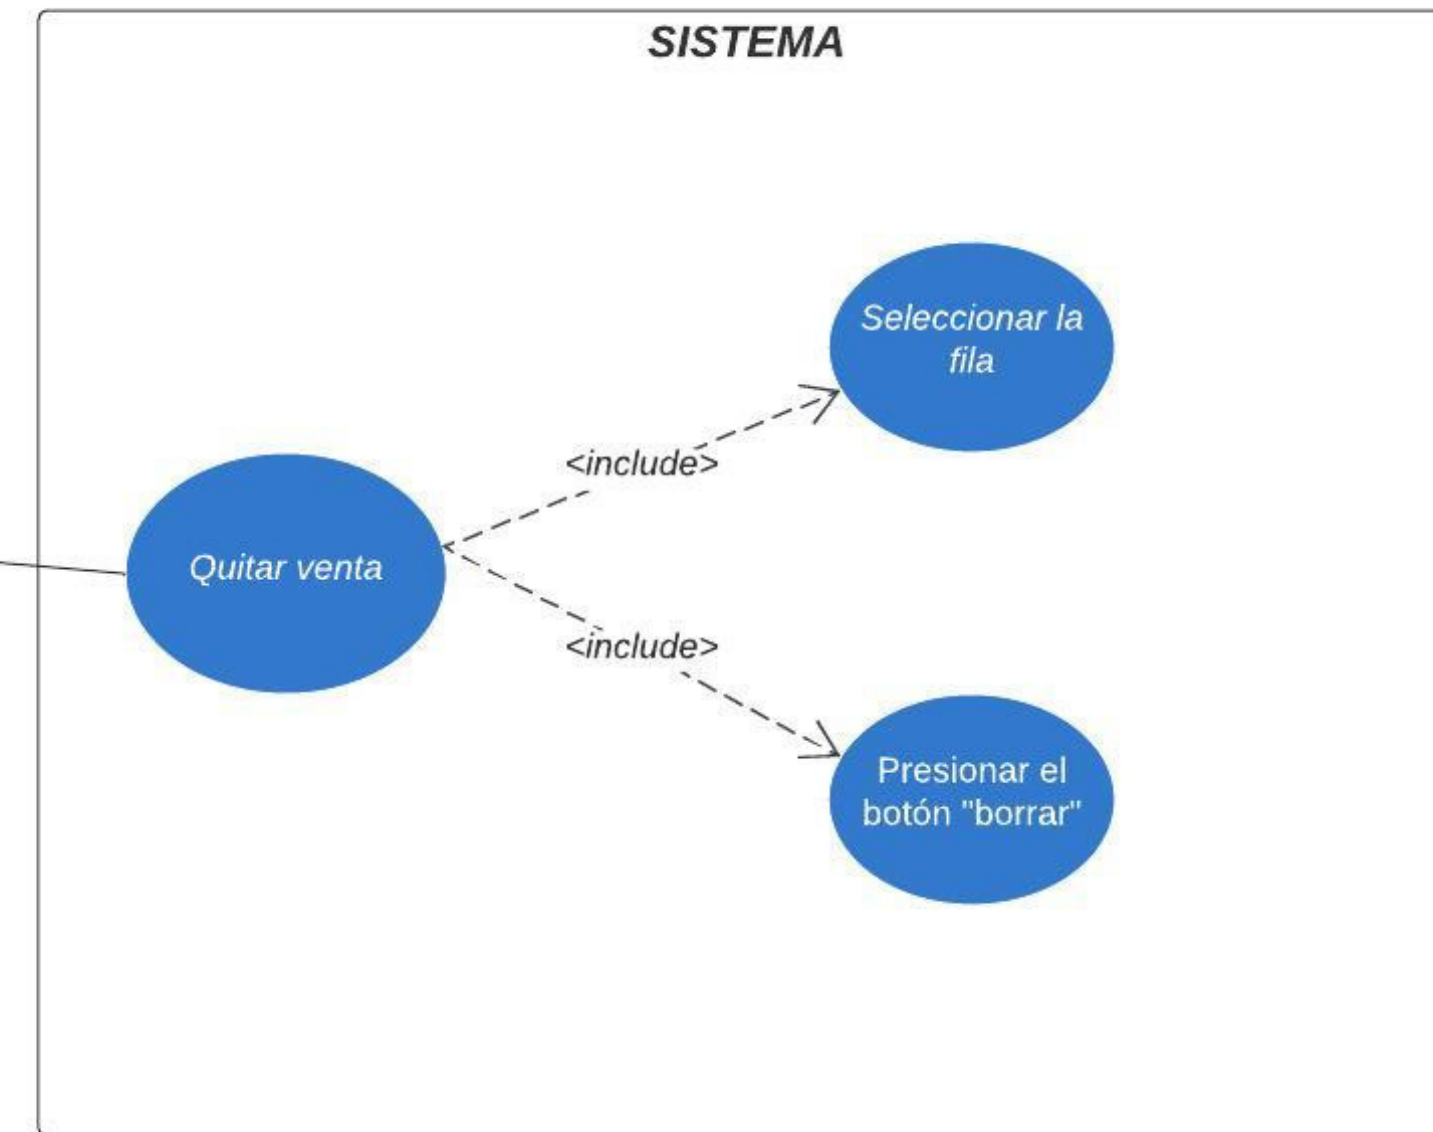 SISTEMA
Seleccionar la
fila
<include>
Quitar venta
<include>
Presionar el
botón "borrar"